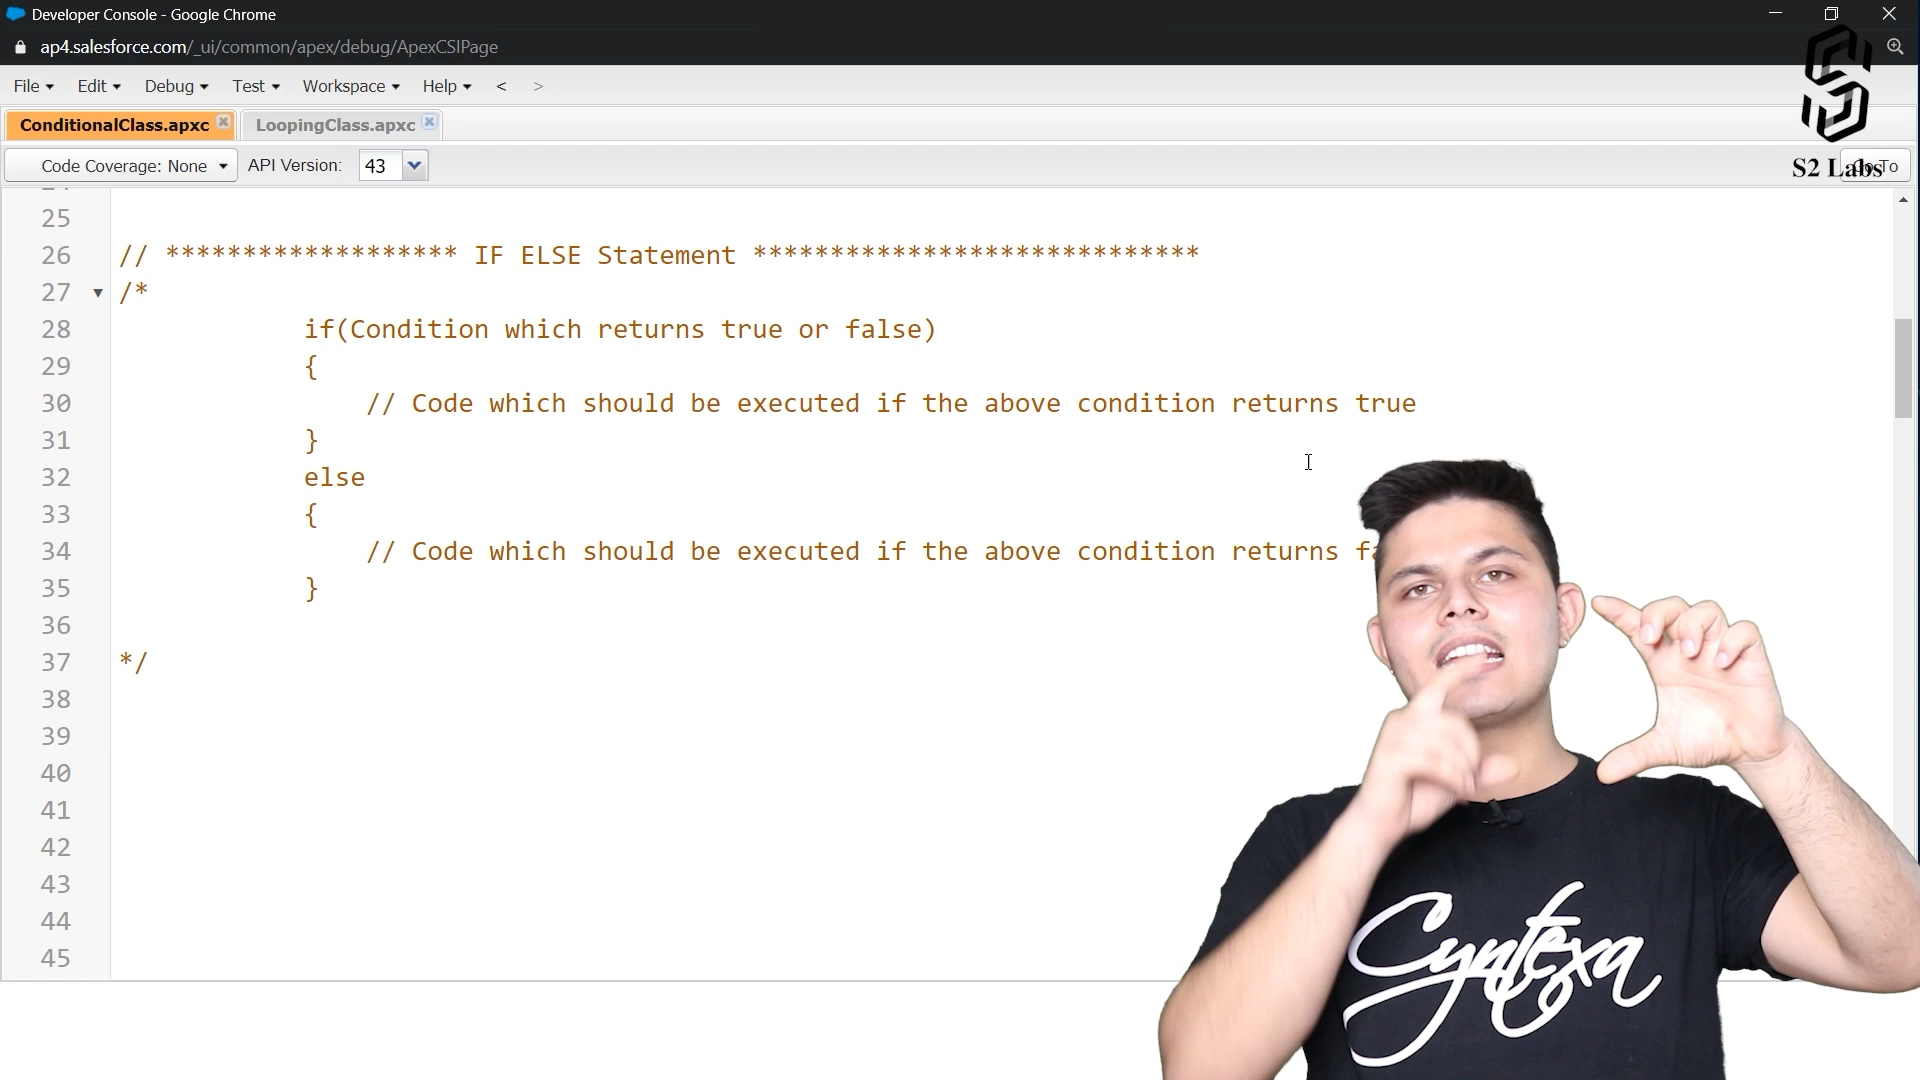 Developer Console - Google Chrome
ap4.salesforce.com/_ui/common/apex/debug/ApexCSIPage
File Edit Debug Test Workspace Help < >
ConditionalClass.apxc LoopingClass.apxc
Code Coverage: None API Version: 43 Go To
S2 Labs
25
26 // ******************* IF ELSE Statement *****************************
27 /*
28 if(Condition which returns true or false)
29 {
30 // Code which should be executed if the above condition returns true
31 }
32 else
33 {
34 // Code which should be executed if the above condition returns
35 }
36
37 */
38
39
40
41
42
43
44
45
Cyntexa